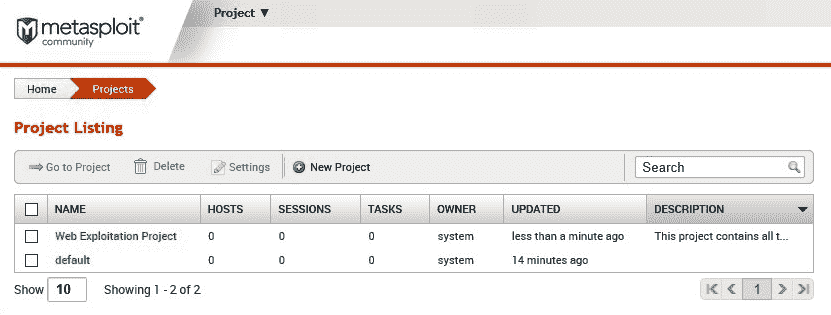 Project ▼
metasploit®
community
Home Projects
Project Listing
Go to Project Delete Settings New Project Search
NAME HOSTS SESSIONS TASKS OWNER UPDATED DESCRIPTION
Web Exploitation Project 0 0 0 system less than a minute ago This project contains all t...
default 0 0 0 system 14 minutes ago
Show 10 Showing 1 - 2 of 2 1